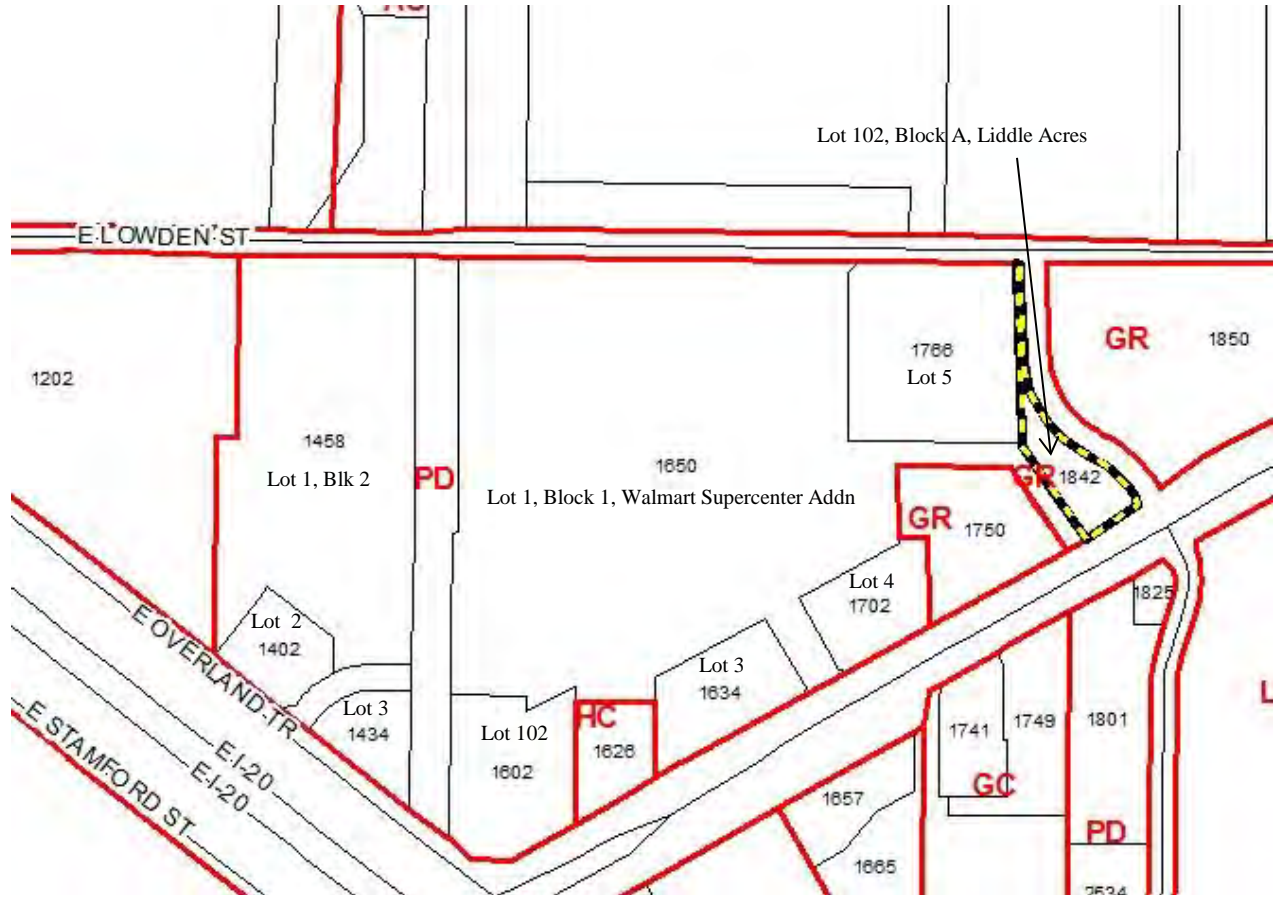 Lot 102, Block A, Liddle Acres
E LOWDEN ST
GR
1850
1766
Lot 5
1202
1458
Lot 1, Blk 2
PD
1650
Lot 1, Block 1, Walmart Supercenter Addn
GR
1842
GR
1750
Lot 4
1702
1825
Lot 2
1402
E OVERLAND TR
Lot 3
1634
Lot 3
1434
Lot 102
1602
HC
1626
1741
1749
1801
GC
E I-20
E I-20
E STAMFORD ST
1657
1665
PD
2634
L